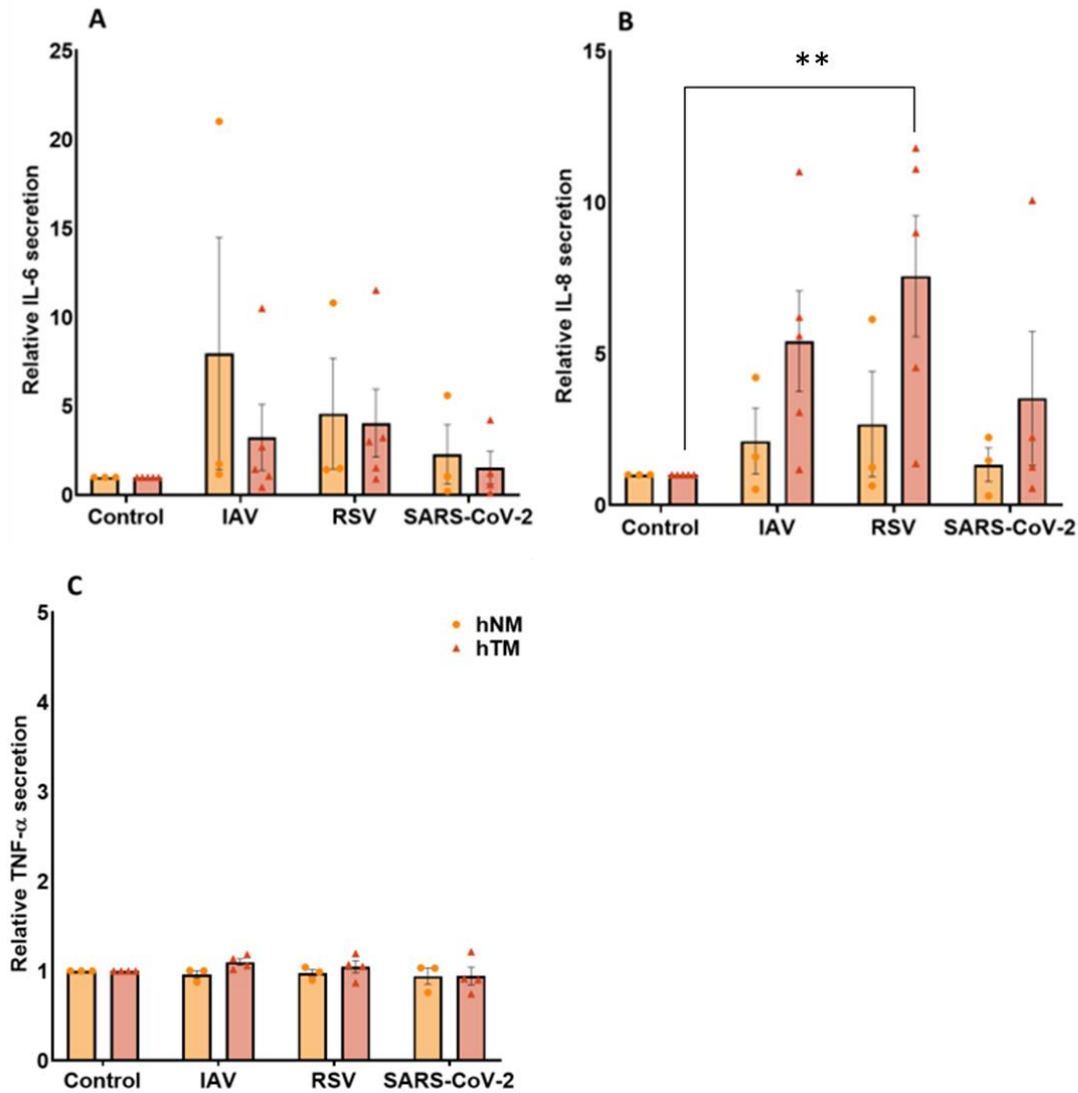 A
Relative IL-6 secretion
25
20
15
10
5
0
Control IAV RSV SARS-CoV-2
B
**
Relative IL-8 secretion
15
10
5
0
Control IAV RSV SARS-CoV-2
C
hNM
hTM
Relative TNF-α secretion
5
4
3
2
1
0
Control IAV RSV SARS-CoV-2